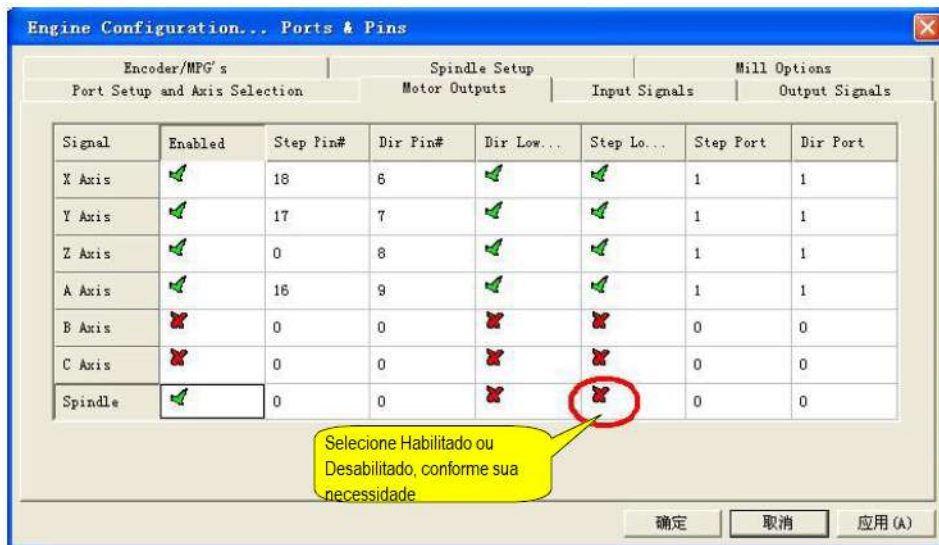 Engine Configuration... Ports & Pins
Encoder/MPG's Spindle Setup Mill Options
Port Setup and Axis Selection Motor Outputs Input Signals Output Signals
Signal Enabled Step Pin# Dir Pin# Dir Low... Step Lo... Step Port Dir Port
X Axis 18 6 1 1
Y Axis 17 7 1 1
Z Axis 0 8 1 1
A Axis 16 9 1 1
B Axis 0 0 0 0
C Axis 0 0 0 0
Spindle 0 0 0 0
Selecione Habilitado ou
Desabilitado, conforme sua
necessidade
确定 取消 应用(A)